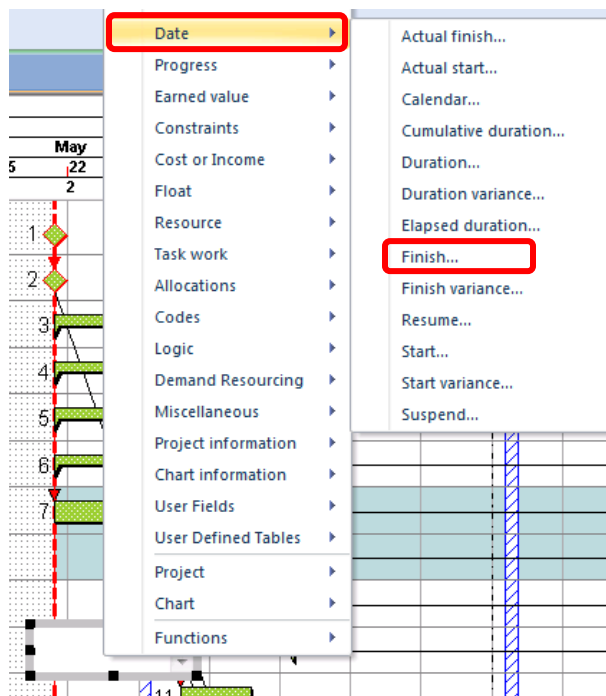 Date
Progress
Earned value
Constraints
Cost or Income
Float
Resource
Task work
Allocations
Codes
Logic
Demand Resourcing
Miscellaneous
Project information
Chart information
User Fields
User Defined Tables
Project
Chart
Functions
Actual finish...
Actual start...
Calendar...
Cumulative duration...
Duration...
Duration variance...
Elapsed duration...
Finish...
Finish variance...
Resume...
Start...
Start variance...
Suspend...
May
5 22
2
1
2
3
4
5
6
7
11